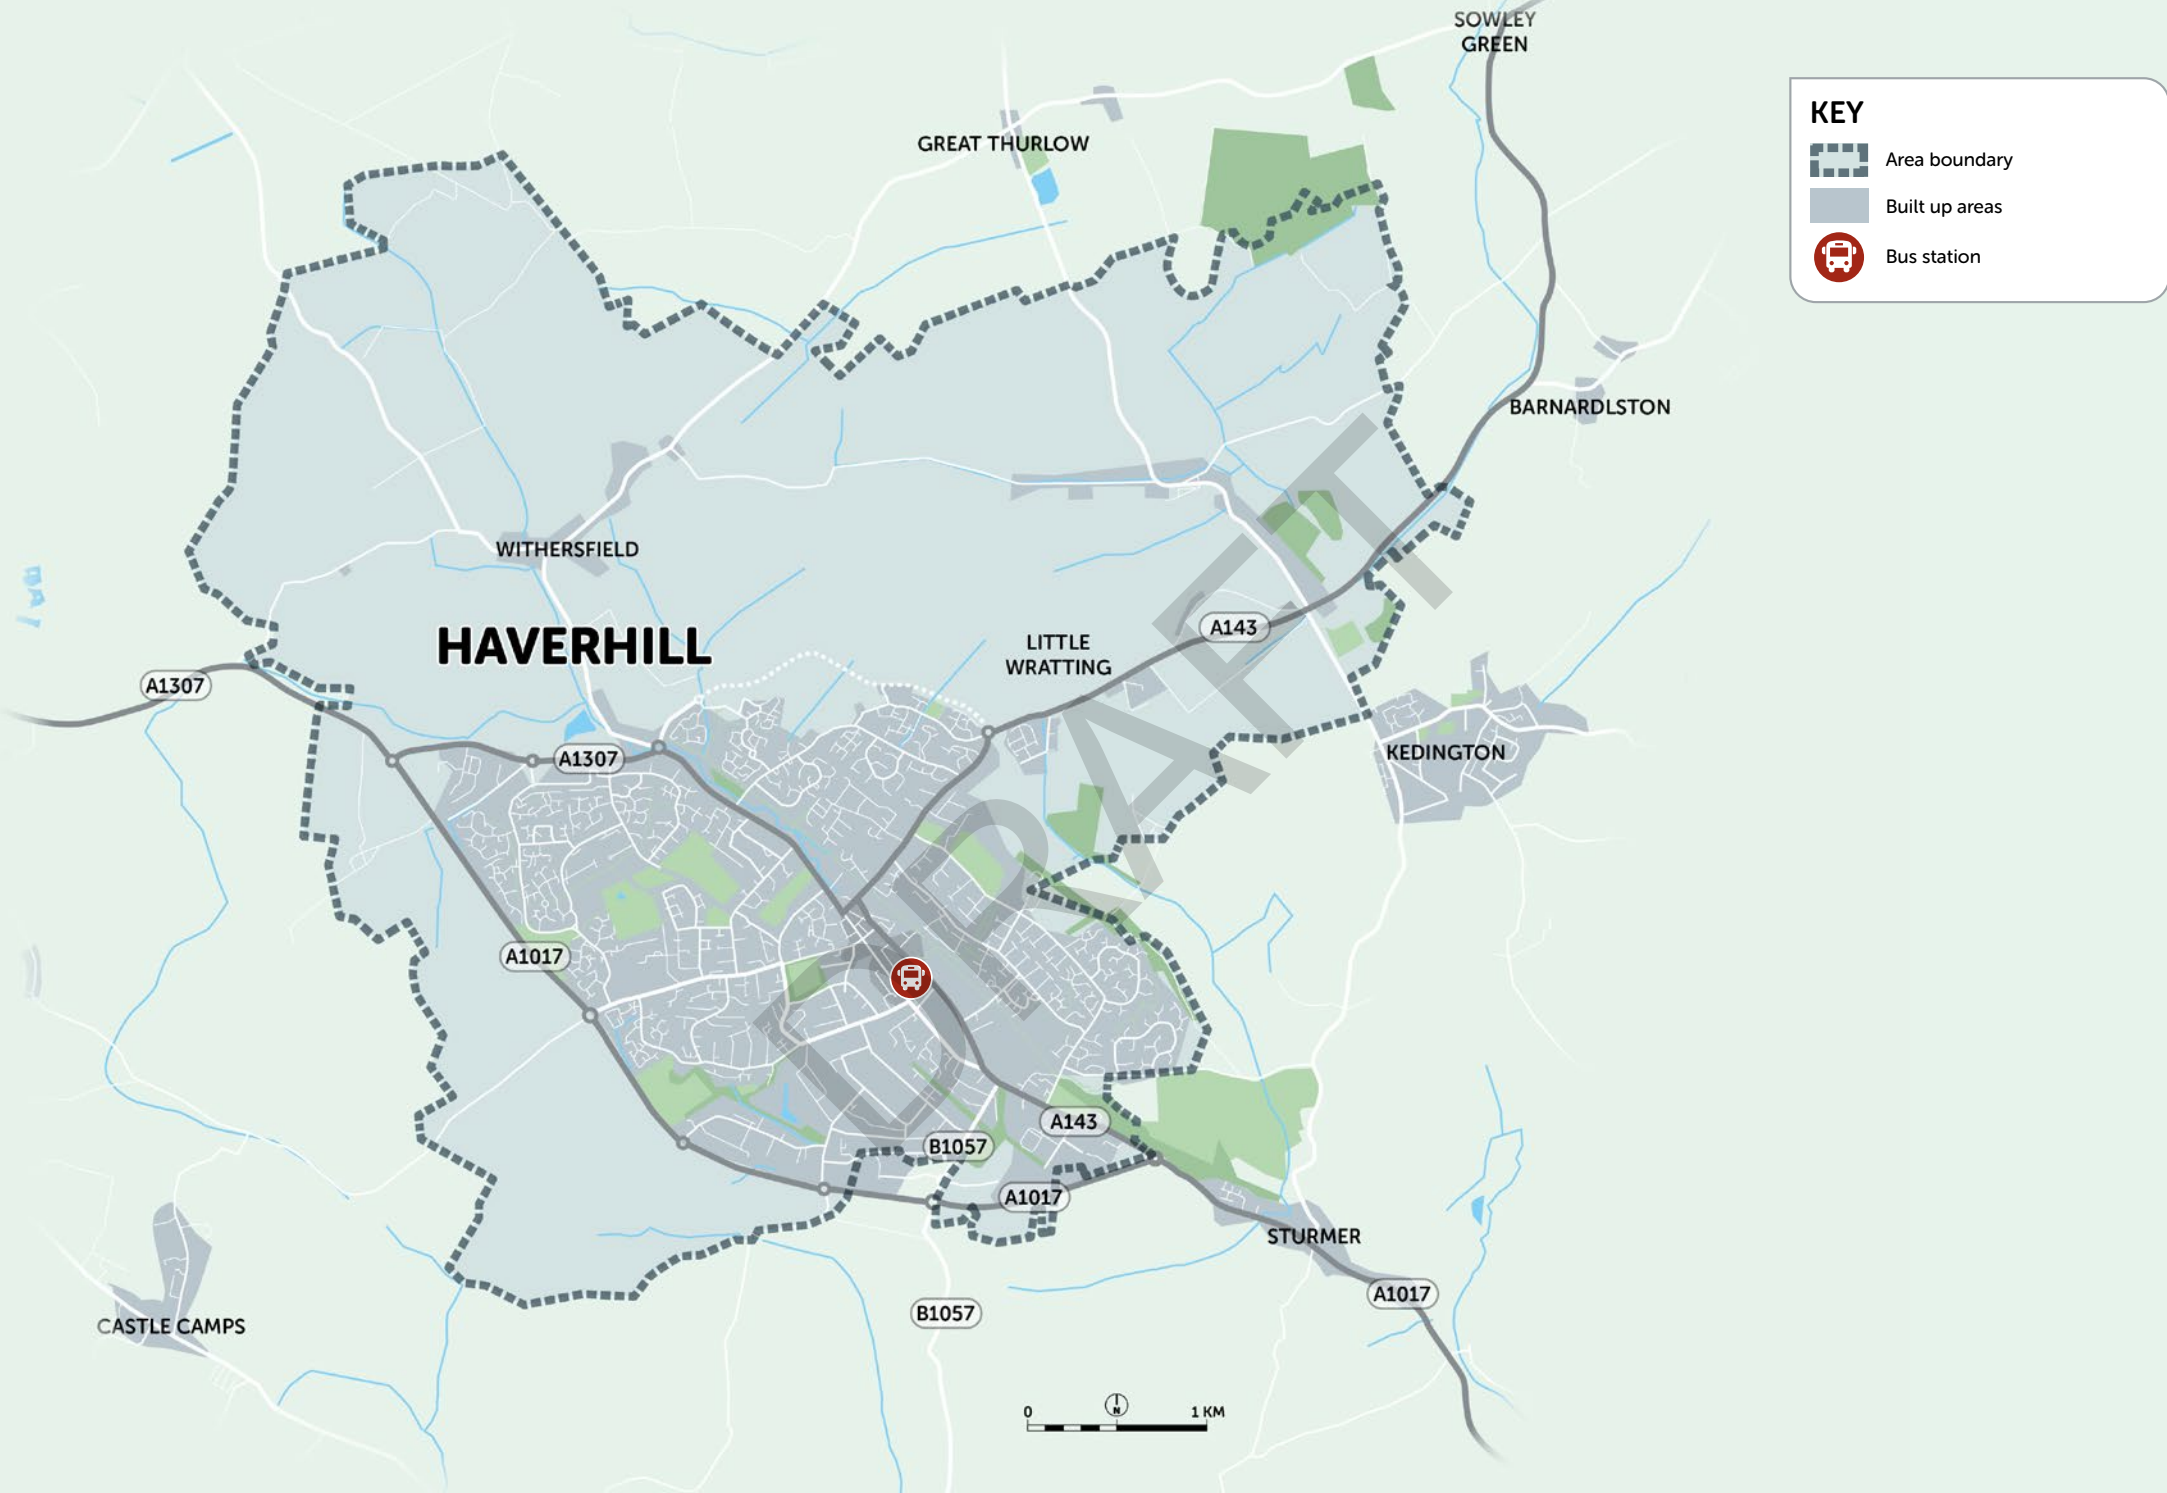 SOWLEY
GREEN
KEY
Area boundary
Built up areas
Bus station
GREAT THURLOW
BARNARDLSTON
WITHERSFIELD
HAVERHILL
LITTLE
WRATTING
A143
A1307
A1307
KEDINGTON
DRAFT
A1017
A143
B1057
A1017
STURMER
A1017
B1057
CASTLE CAMPS
0
N
1 KM